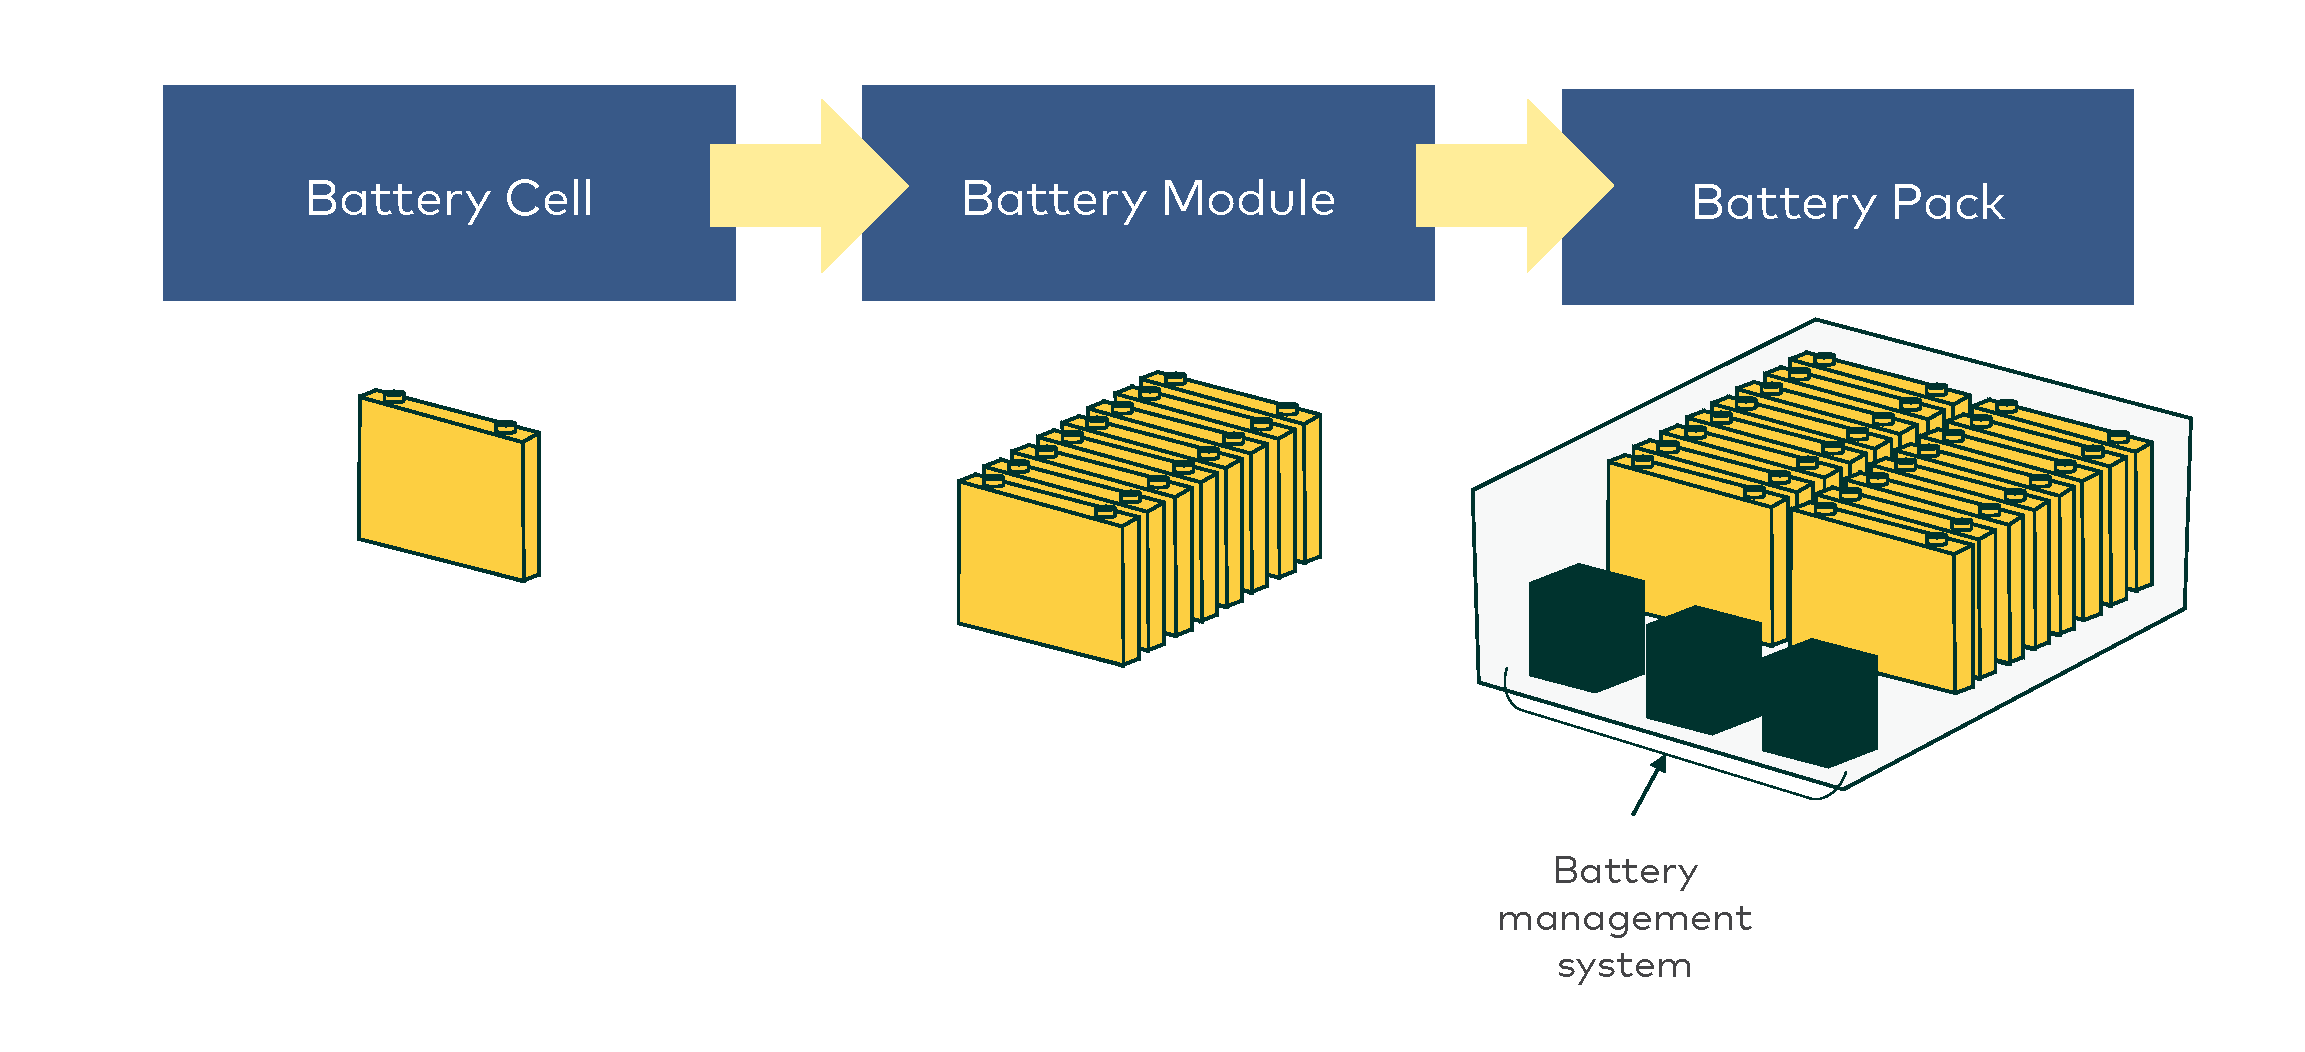 Battery Cell
Battery Module
Battery Pack
Battery
management
system